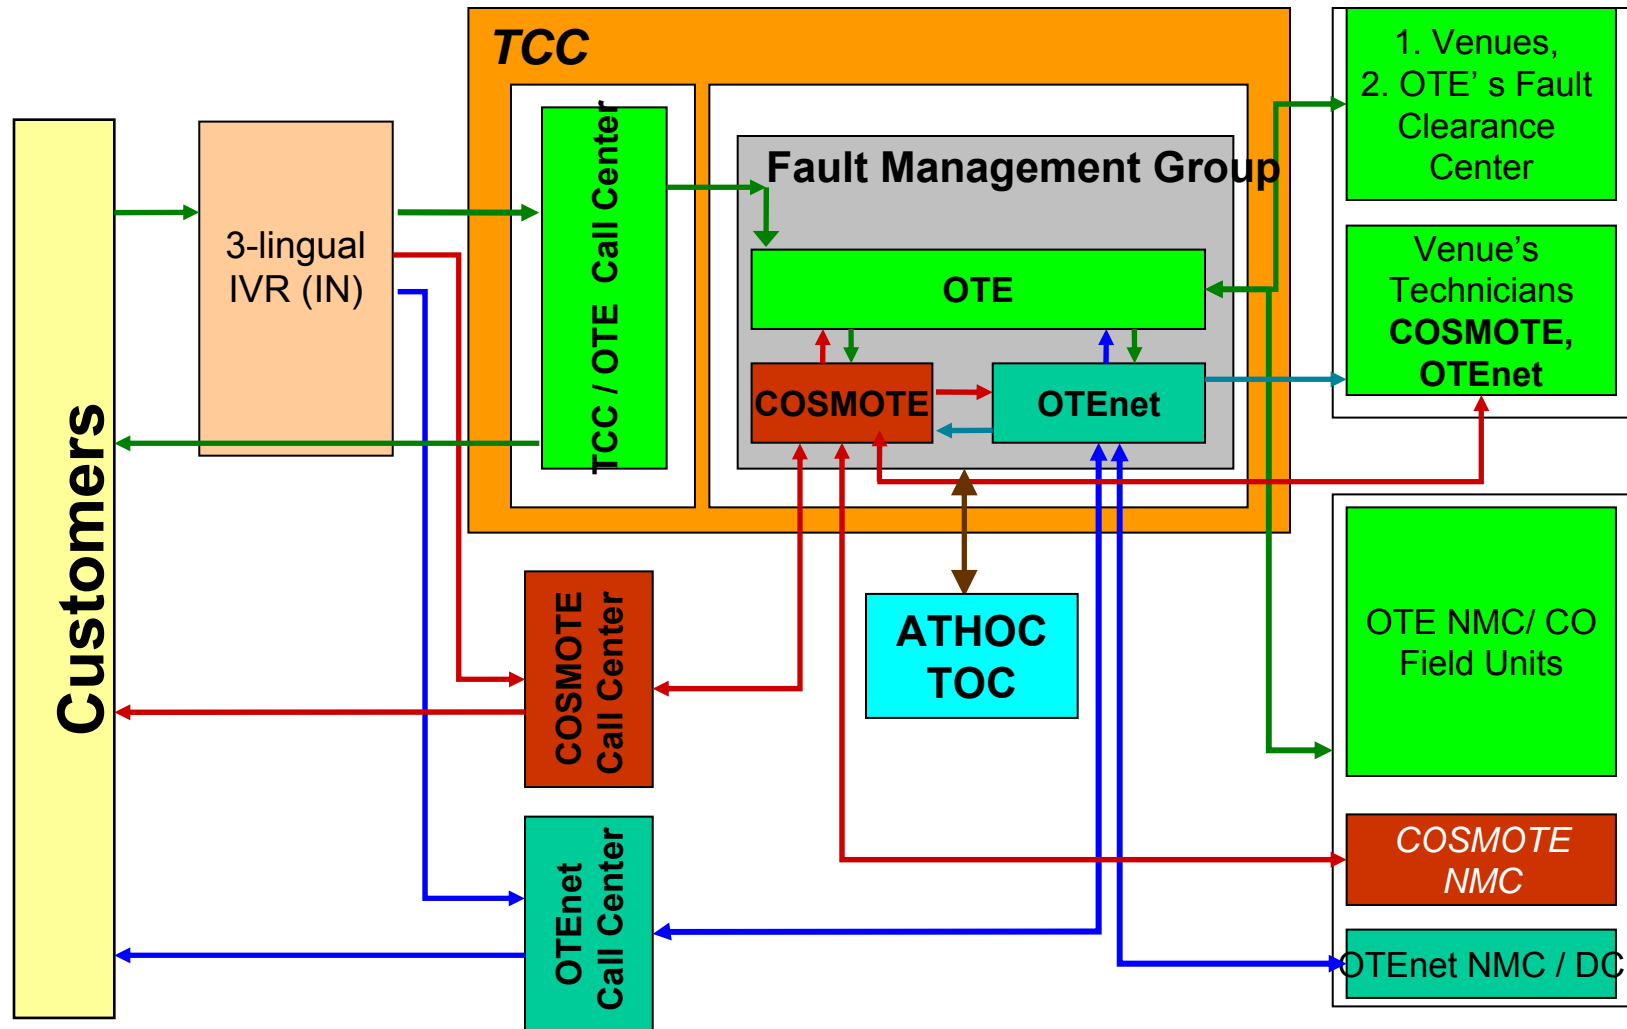 TCC
1. Venues,
2. OTE' s Fault
Clearance
Center
Customers
3-lingual
IVR (IN)
TCC / OTE Call Center
Fault Management Group
OTE
COSMOTE
OTEnet
Venue's
Technicians
COSMOTE,
OTEnet
COSMOTE
Call Center
ATHOC
TOC
OTE NMC/ CO
Field Units
OTEnet
Call Center
COSMOTE
NMC
OTEnet NMC / DC